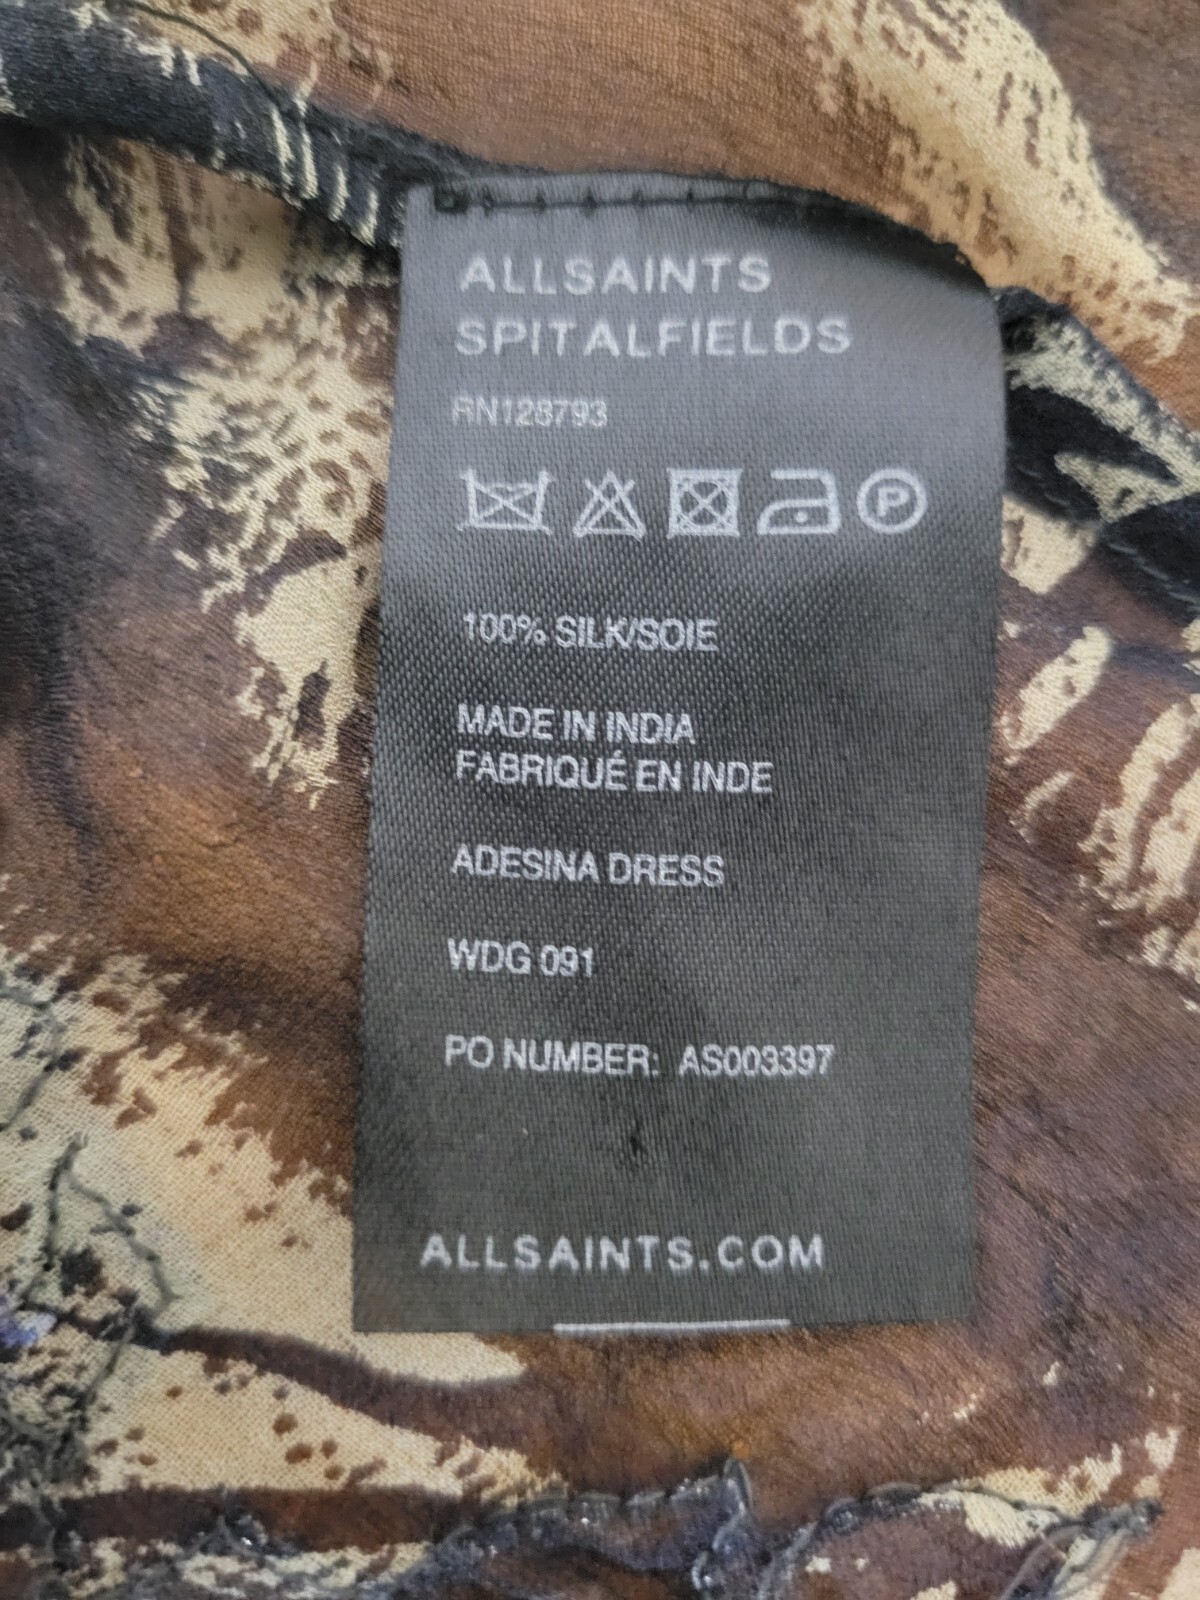 ALLSAINTS
SPITALFIELDS
RN128793
P
100% SILK/SOIE
MADE IN INDIA
FABRIQUÉ EN INDE
ADESINA DRESS
WDG 091
PO NUMBER: AS003397
ALLSAINTS.COM